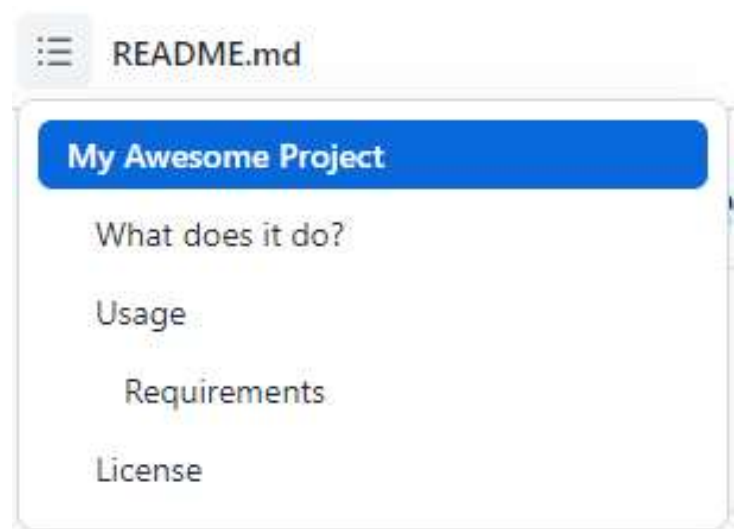 README.md
My Awesome Project
What does it do?
Usage
Requirements
License